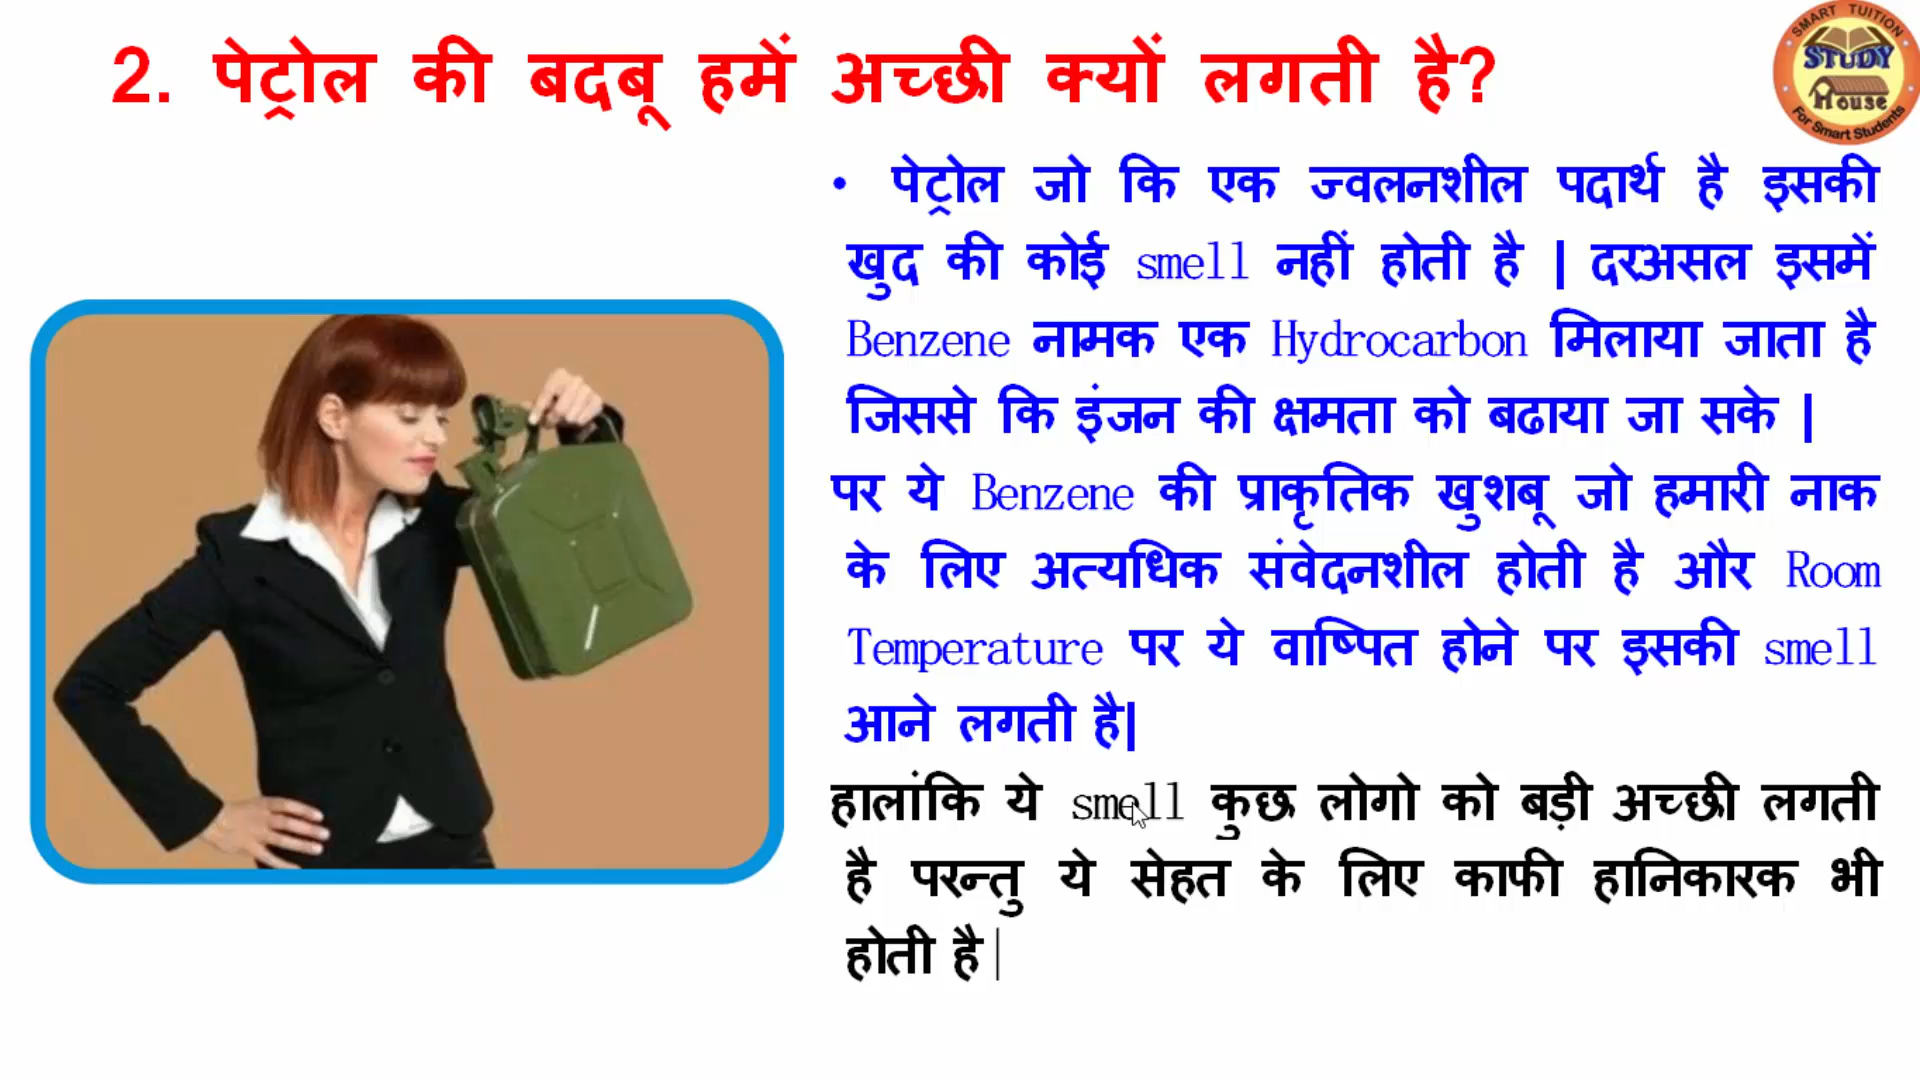 2. पेट्रोल की बदबू हमें अच्छी क्यों लगती है?
SMART TUITION
STUDY
House
For Smart Students
• पेट्रोल जो कि एक ज्वलनशील पदार्थ है इसकी
खुद की कोई smell नहीं होती है | दरअसल इसमें
Benzene नामक एक Hydrocarbon मिलाया जाता है
जिससे कि इंजन की क्षमता को बढाया जा सके |
पर ये Benzene की प्राकृतिक खुशबू जो हमारी नाक
के लिए अत्यधिक संवेदनशील होती है और Room
Temperature पर ये वाष्पित होने पर इसकी smell
आने लगती है|
हालांकि ये smell कुछ लोगो को बड़ी अच्छी लगती
है परन्तु ये सेहत के लिए काफी हानिकारक भी
होती है|